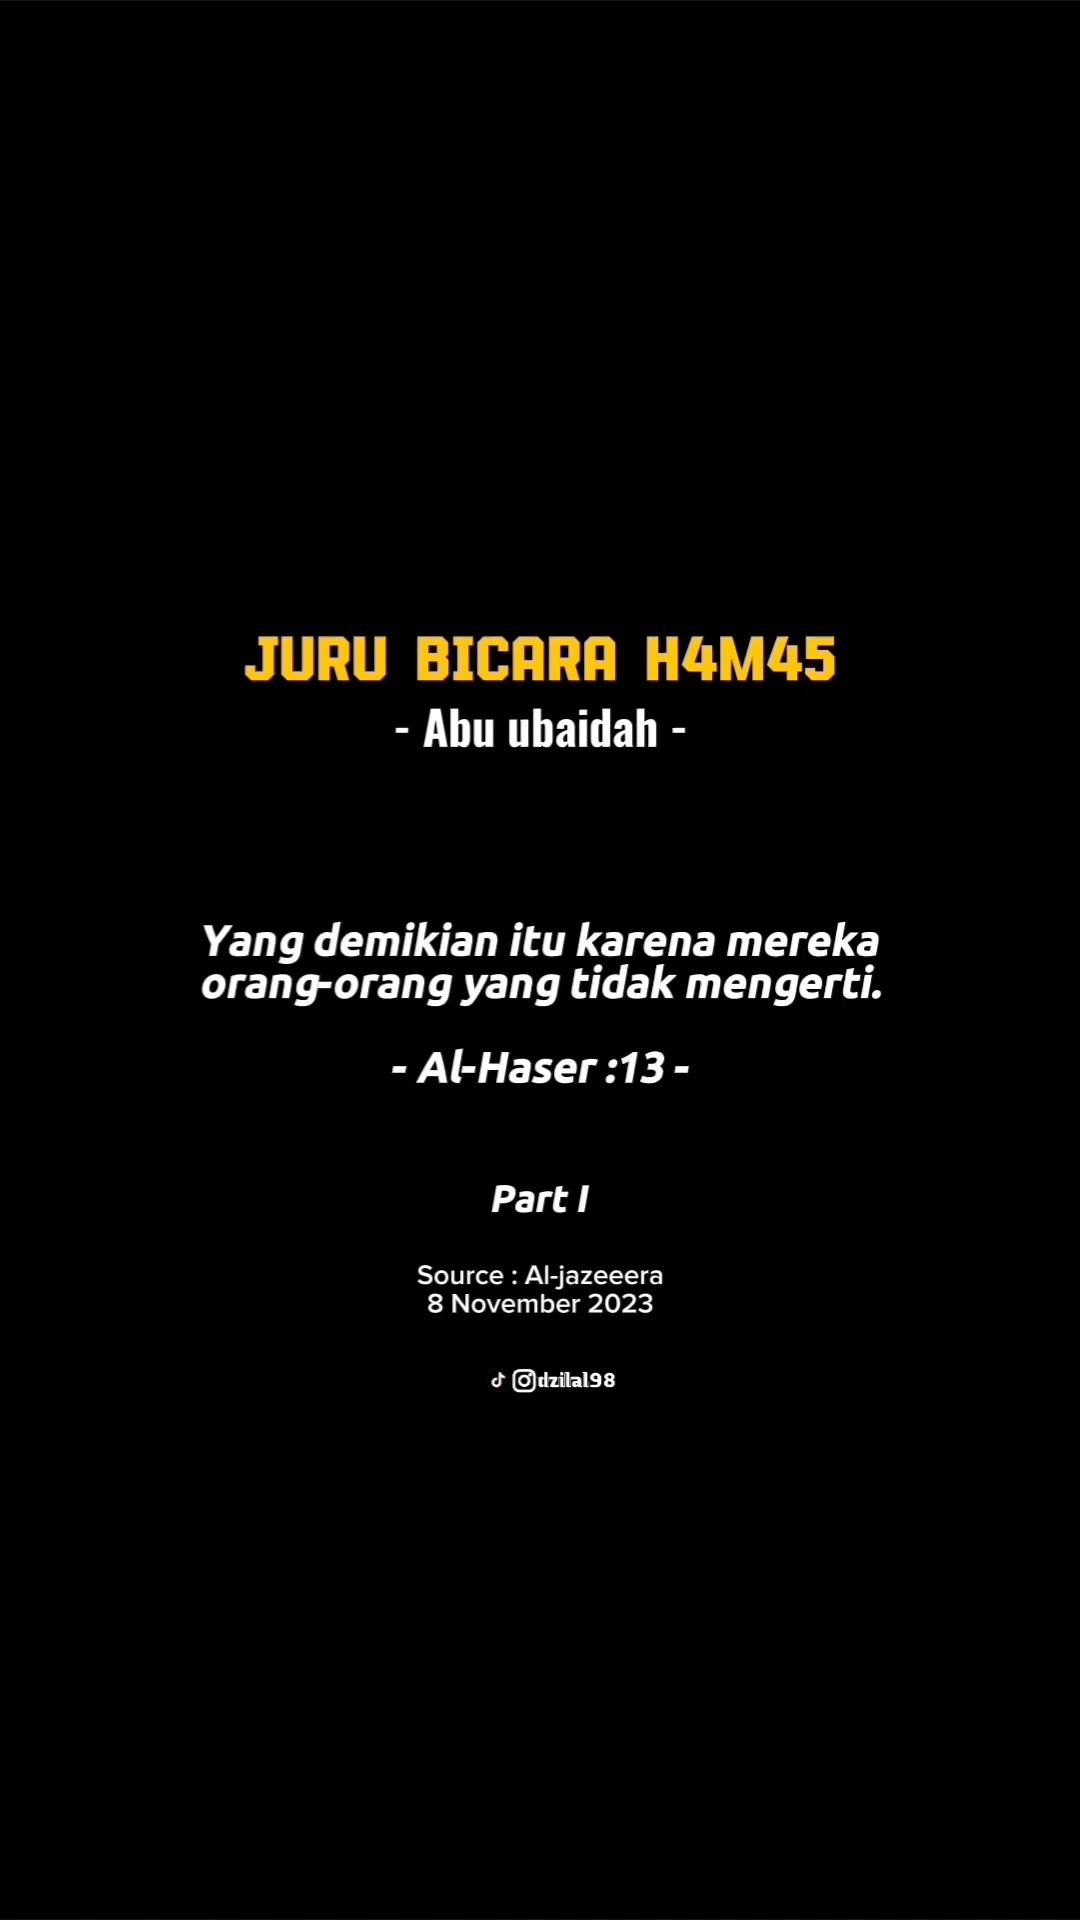 JURU BICARA H4M45
- Abu ubaidah -
Yang demikian itu karena mereka
orang-orang yang tidak mengerti.
- Al-Haser :13 -
Part I
Source : Al-jazeeera
8 November 2023
dzilal98